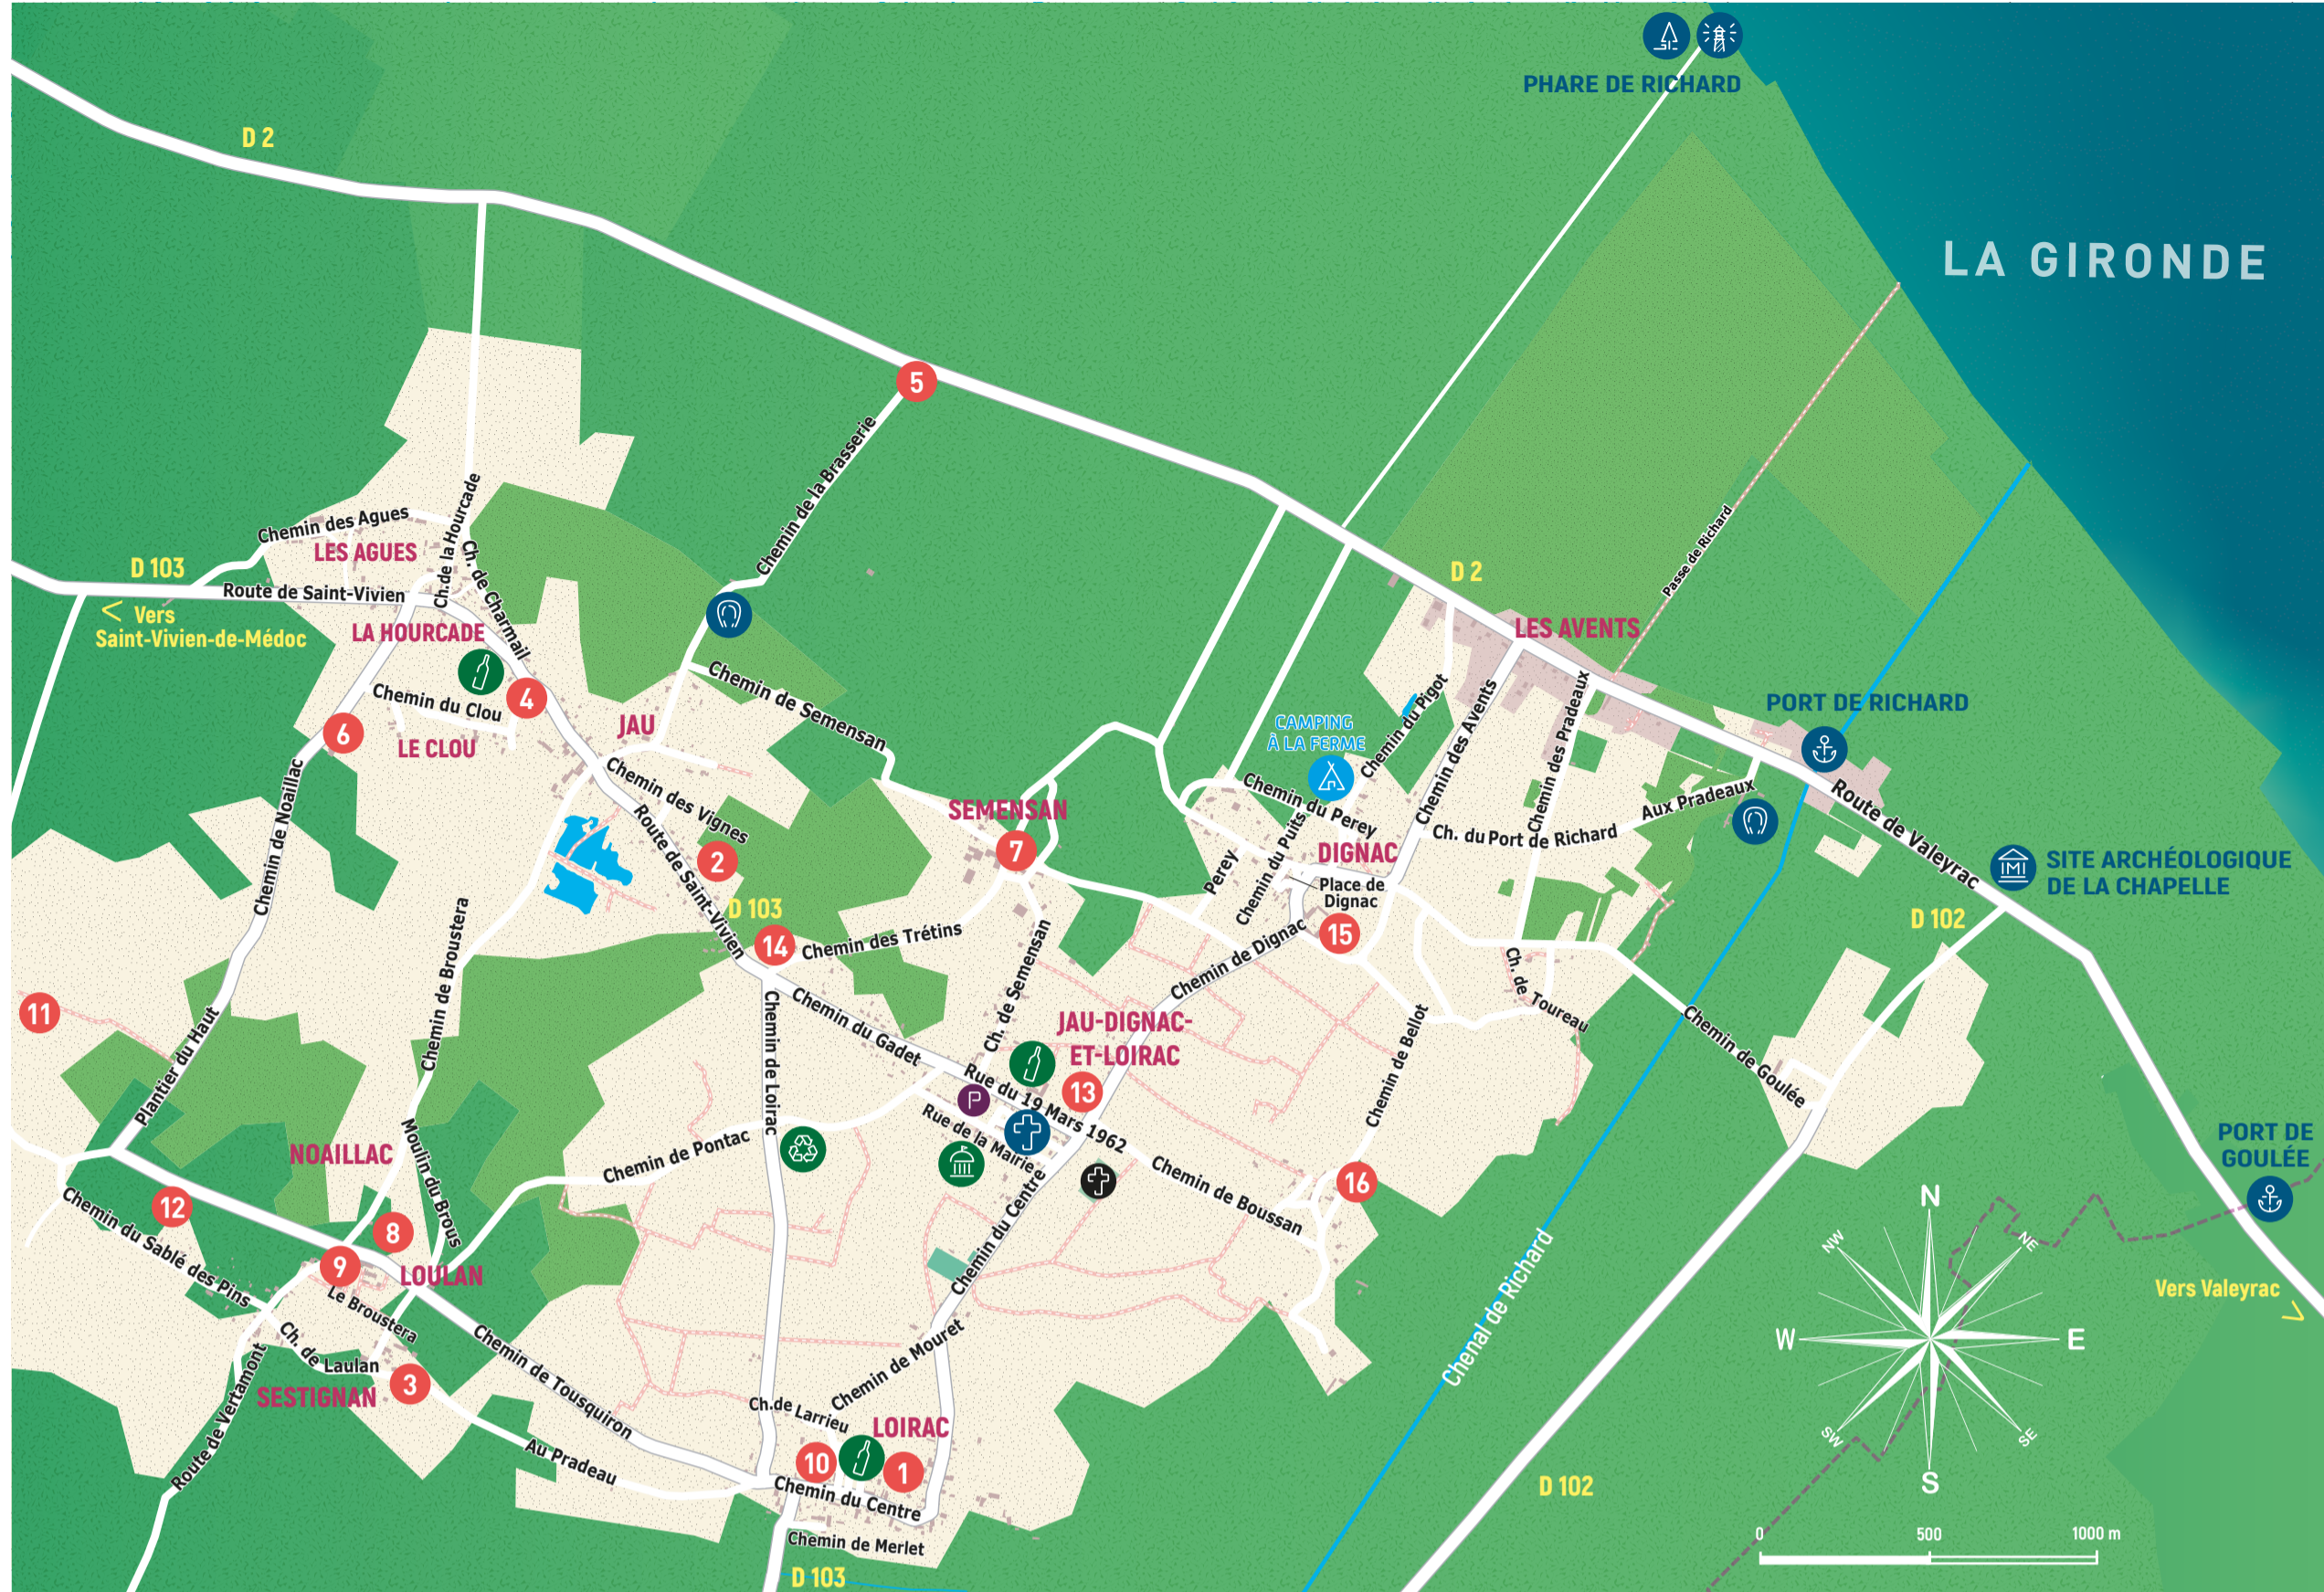 PHARE DE RICHARD
D 2
LA GIRONDE
5
Chemin de la Brasserie
Chemin des Agues
LES AGUES
Ch.de la Hourcade
Ch. de Charmail
D 103
Route de Saint-Vivien
< Vers
Saint-Vivien-de-Médoc
LA HOURCADE
D 2
Passe de Richard
LES AVENTS
4
Chemin du Clou
6
LE CLOU
JAU
Chemin de Semensan
CAMPING
À LA FERME
Chemin du Pigot
Chemin des Avents
Chemin des Pradeaux
PORT DE RICHARD
Chemin de Noaillac
Chemin des Vignes
Route de Saint-Vivien
2
SEMENSAN
7
Chemin du Perey
Chemin du Puits
Perey
DIGNAC
Place de
Dignac
Ch. du Port de Richard
Aux Pradeaux
Route de Valeyrac
SITE ARCHÉOLOGIQUE
DE LA CHAPELLE
D 102
D 103
14
Chemin des Trétins
Ch. de Semensan
15
Chemin de Dignac
Chemin de Broustera
11
Plantier du Haut
Chemin de Loirac
Chemin du Gadet
JAU-DIGNAC-
ET-LOIRAC
13
P
Rue du 19 Mars 1962
Rue de la Mairie
Chemin de Bellot
Ch. de Toureau
Chemin de Goulée
PORT DE
GOULÉE
NOAILLAC
Moulin du Brous
Chemin de Pontac
12
8
9
LOULAN
Chemin du Sablé des Pins
Le Broustera
Chemin du Centre
Chemin de Boussan
16
Chenal de Richard
Vers Valeyrac
>
N
NW
NE
W
E
SW
SE
S
Ch. de Laulan
SESTIGNAN
3
Route de Vertamont
Chemin de Tousquiron
Au Pradeau
Chemin de Mouret
Ch.de Larrieu
LOIRAC
10
1
Chemin du Centre
Chemin de Merlet
D 103
D 102
0
500
1000 m